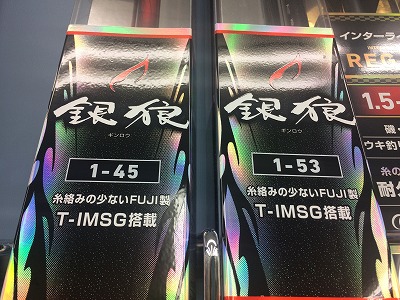 銀狼
ギンロウ
1-45
糸絡みの少ないFUJI製
T-IMSG搭載
銀狼
ギンロウ
1-53
糸絡みの少ないFUJI製
T-IMSG搭載
インターライ
REG
1.5-
磯・
ウキ釣り
糸の
耐久